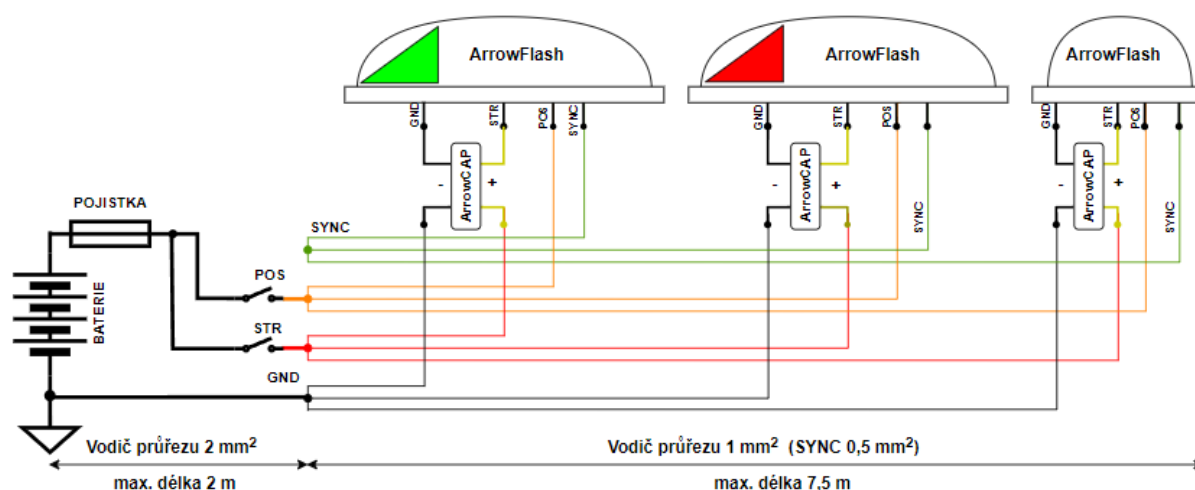 ArrowFlash
ArrowFlash
ArrowFlash
GND
STR
POS
SYNC
GND
STR
POS
GND
STR
POS
-
ArrowCAP
+
-
ArrowCAP
+
SYNC
-
ArrowCAP
+
SYNC
POJISTKA
SYNC
BATERIE
POS
STR
GND
Vodič průřezu 2 mm²
Vodič průřezu 1 mm² (SYNC 0,5 mm²)
max. délka 2 m
max. délka 7,5 m